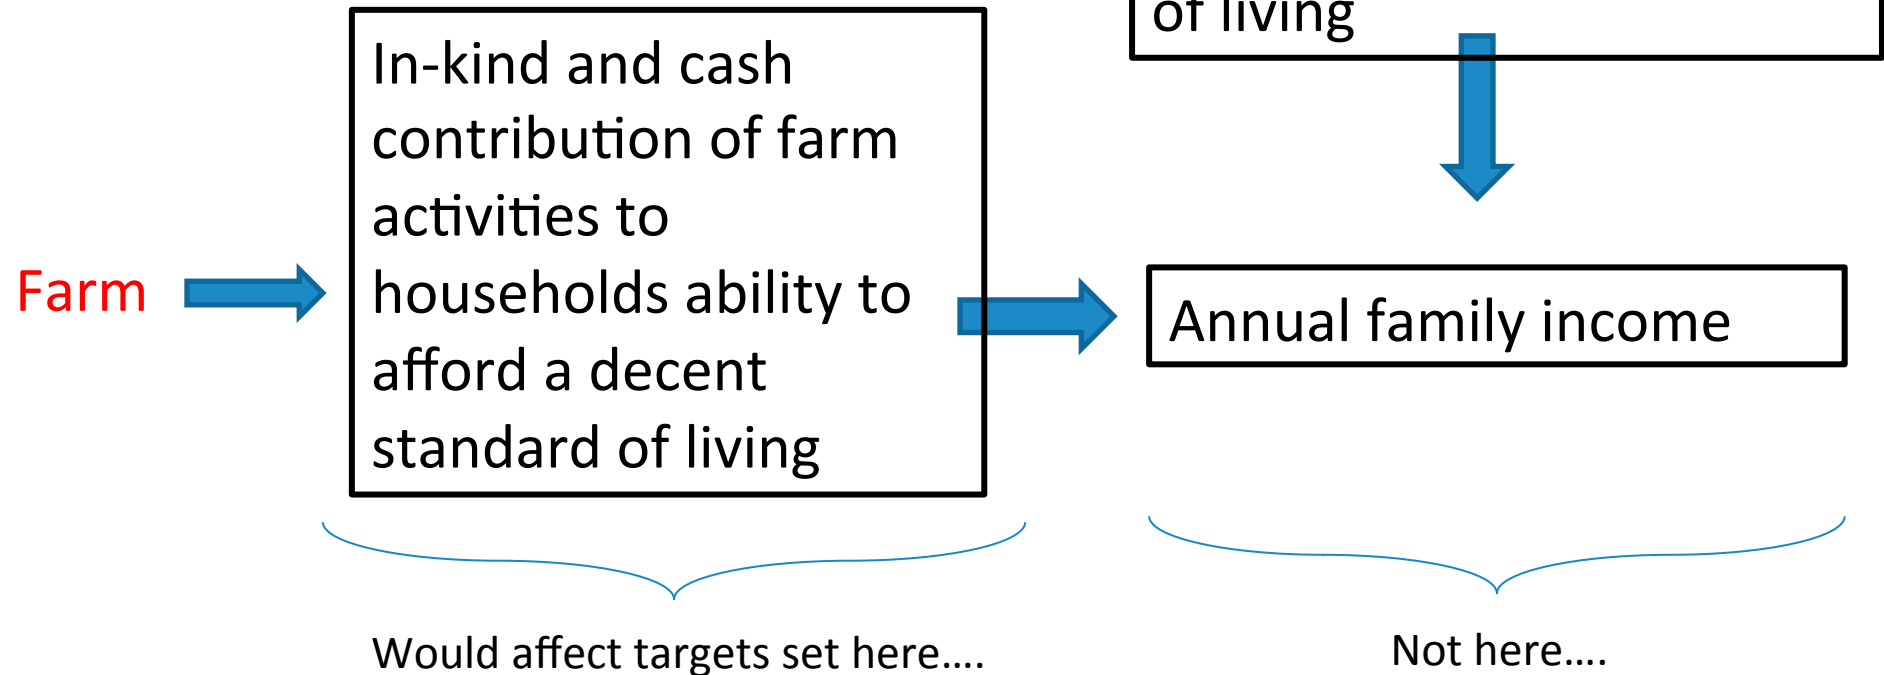 of living
In-kind and cash
contribution of farm
activities to
households ability to
afford a decent
standard of living
Farm
Annual family income
Would affect targets set here....
Not here....